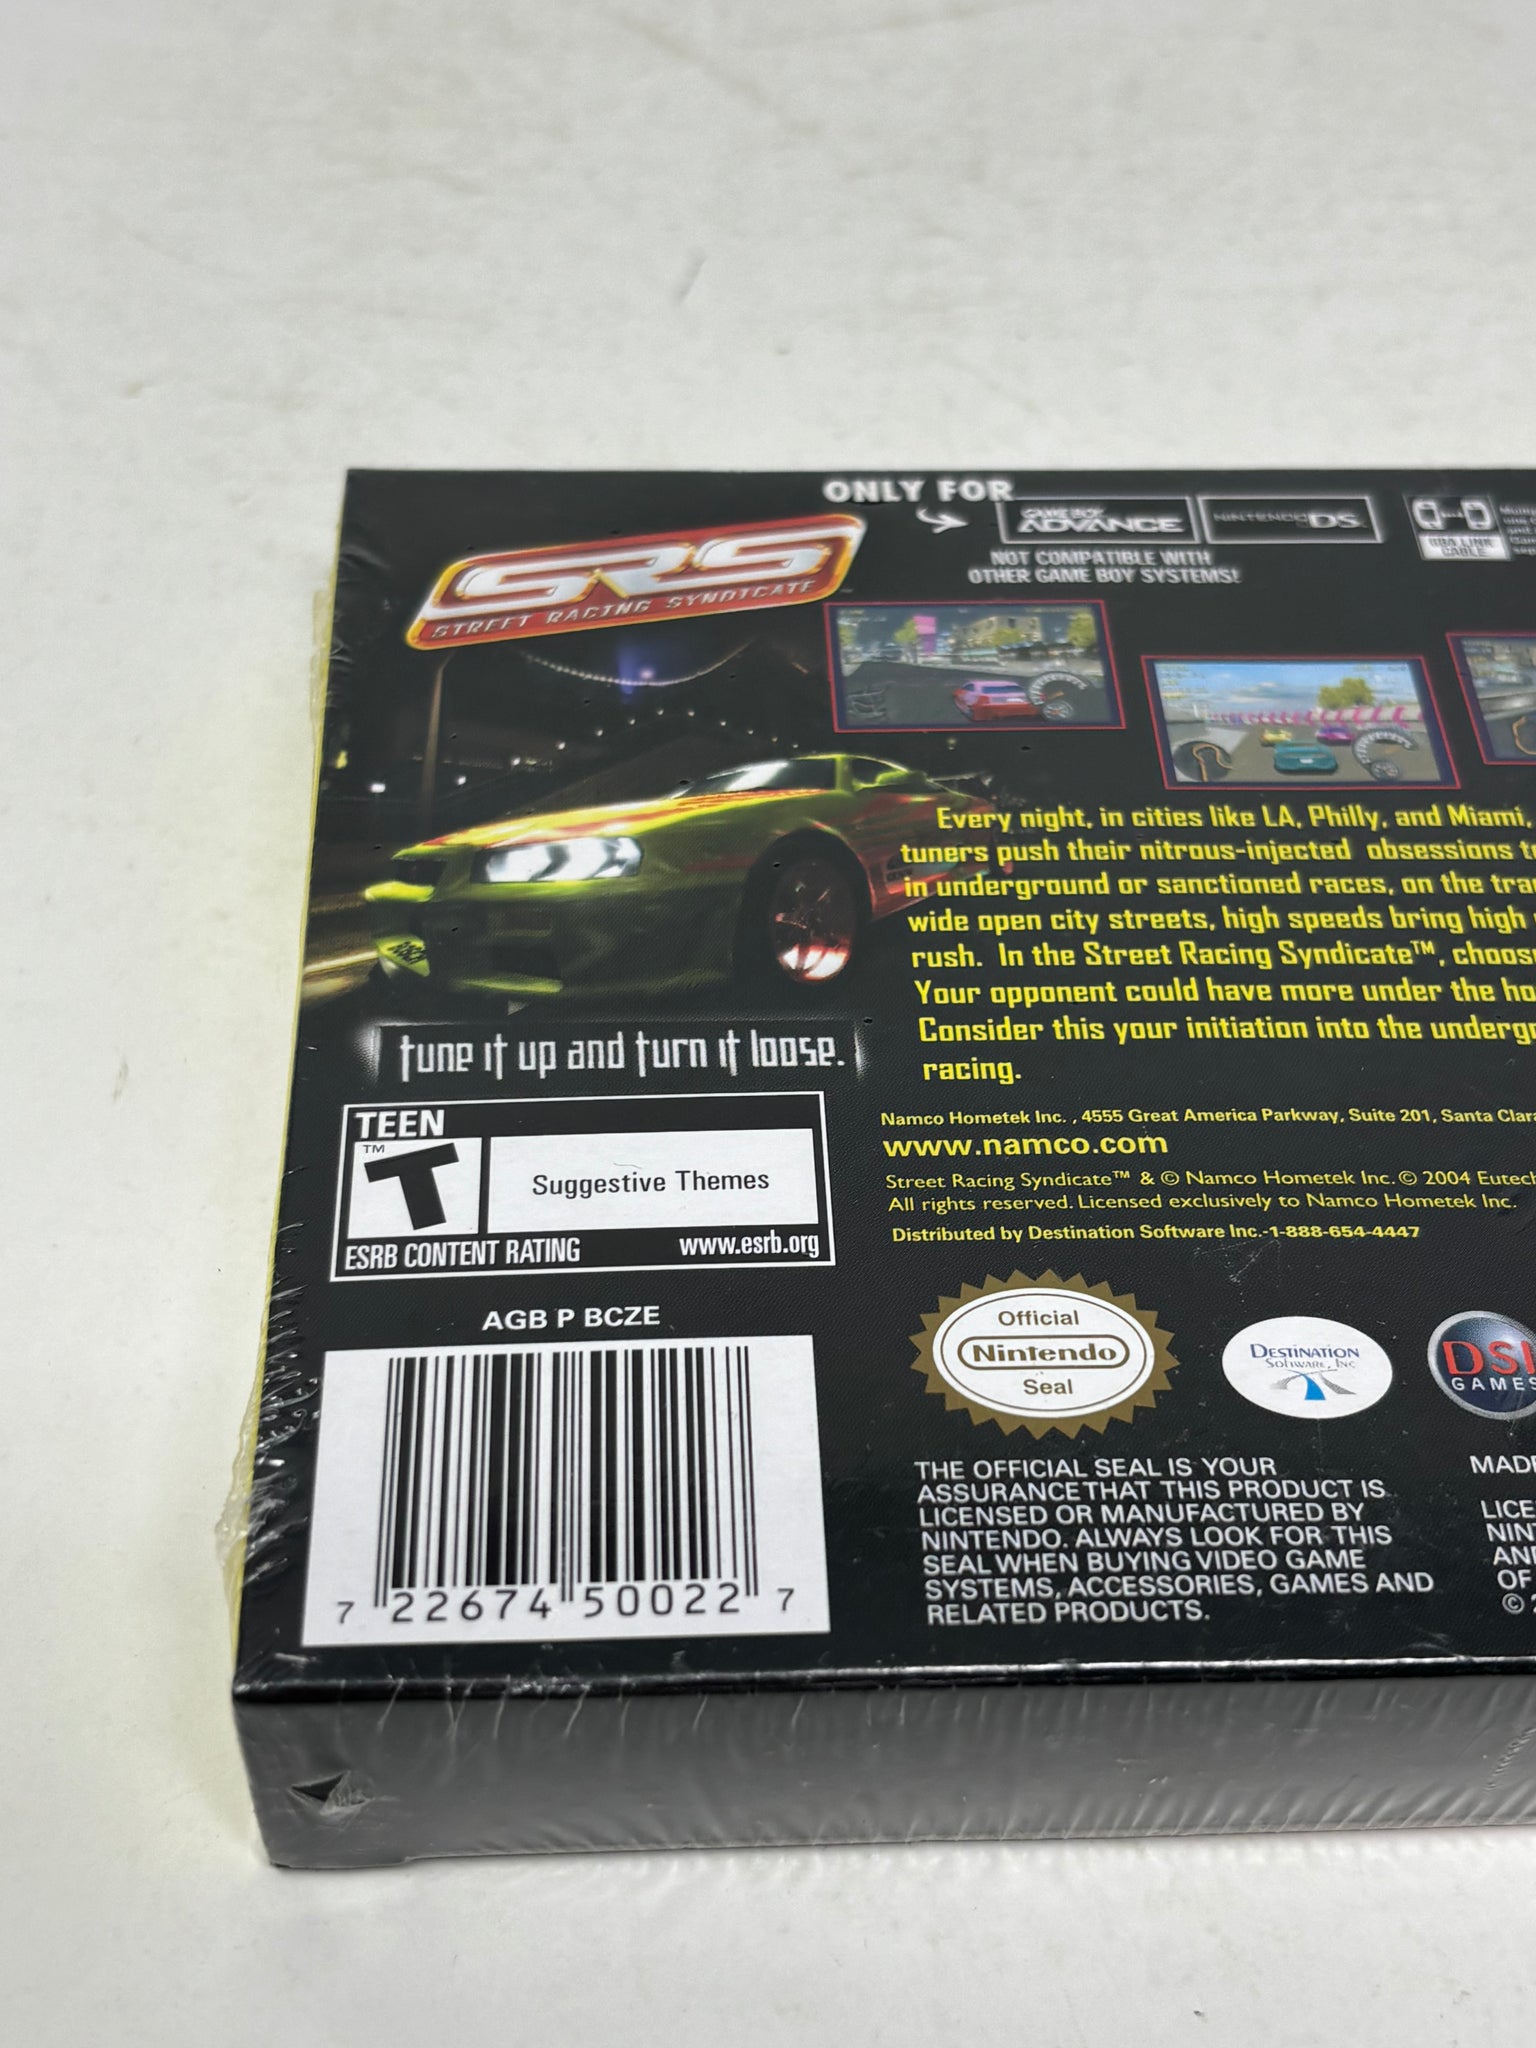 ONLY FOR
GAME BOY ADVANCE
NINTENDO DS
GBA LINK CABLE
NOT COMPATIBLE WITH
OTHER GAME BOY SYSTEMS!
SRS
STREET RACING SYNDICATE
Every night, in cities like LA, Philly, and Miami,
tuners push their nitrous-injected obsessions
in underground or sanctioned races, on the
wide open city streets, high speeds bring high
rush. In the Street Racing Syndicate™,
Your opponent could have more under the
Consider this your initiation into the
racing.
tune it up and turn it loose.
TEEN
T™
Suggestive Themes
ESRB CONTENT RATING www.esrb.org
Namco Hometek Inc. , 4555 Great America Parkway, Suite 201, Santa
www.namco.com
Street Racing Syndicate™ & © Namco Hometek Inc. © 2004
All rights reserved. Licensed exclusively to Namco Hometek Inc.
Distributed by Destination Software Inc.-1-888-654-4447
AGB P BCZE
7 22674 50022 7
Official
Nintendo
Seal
DESTINATION
SOFTWARE, INC
DSI
GAMES
THE OFFICIAL SEAL IS YOUR
ASSURANCE THAT THIS PRODUCT IS
LICENSED OR MANUFACTURED BY
NINTENDO. ALWAYS LOOK FOR THIS
SEAL WHEN BUYING VIDEO GAME
SYSTEMS, ACCESSORIES, GAMES AND
RELATED PRODUCTS.
OF
©